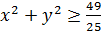 x² + y² ≥ 49/25